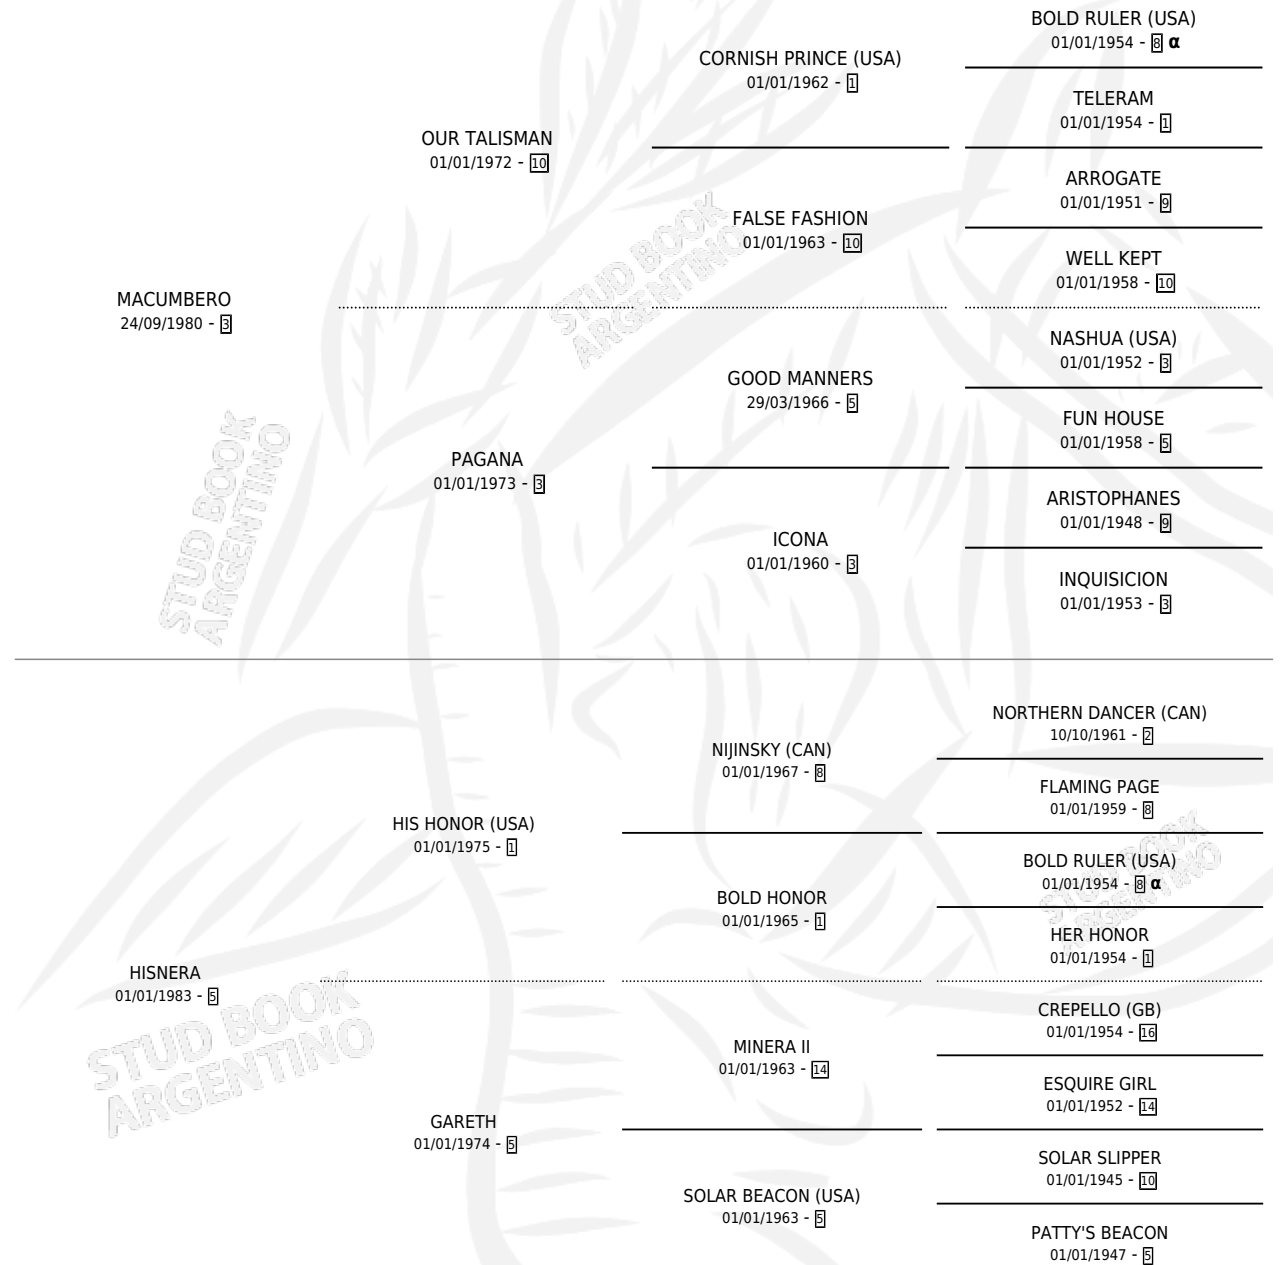 BOLD RULER (USA)
01/01/1954 - 8 α
CORNISH PRINCE (USA)
01/01/1962 - 1
TELERAM
01/01/1954 - 1
OUR TALISMAN
01/01/1972 - 10
ARROGATE
01/01/1951 - 9
FALSE FASHION
01/01/1963 - 10
WELL KEPT
01/01/1958 - 10
MACUMBERO
24/09/1980 - 3
NASHUA (USA)
01/01/1952 - 3
GOOD MANNERS
29/03/1966 - 5
FUN HOUSE
01/01/1958 - 5
PAGANA
01/01/1973 - 3
ARISTOPHANES
01/01/1948 - 9
ICONA
01/01/1960 - 3
INQUISICION
01/01/1953 - 3
NORTHERN DANCER (CAN)
10/10/1961 - 2
NIJINSKY (CAN)
01/01/1967 - 8
FLAMING PAGE
01/01/1959 - 8
HIS HONOR (USA)
01/01/1975 - 1
BOLD RULER (USA)
01/01/1954 - 8 α
BOLD HONOR
01/01/1965 - 1
HER HONOR
01/01/1954 - 1
HISNERA
01/01/1983 - 5
CREPELLO (GB)
01/01/1954 - 16
MINERA II
01/01/1963 - 14
ESQUIRE GIRL
01/01/1952 - 14
GARETH
01/01/1974 - 5
SOLAR SLIPPER
01/01/1945 - 10
SOLAR BEACON (USA)
01/01/1963 - 5
PATTY'S BEACON
01/01/1947 - 5
STUD BOOK
ARGENTINO
STUD BOOK
ARGENTINO
STUD BOOK
ARGENTINO
STUD BOOK
ARGENTINO